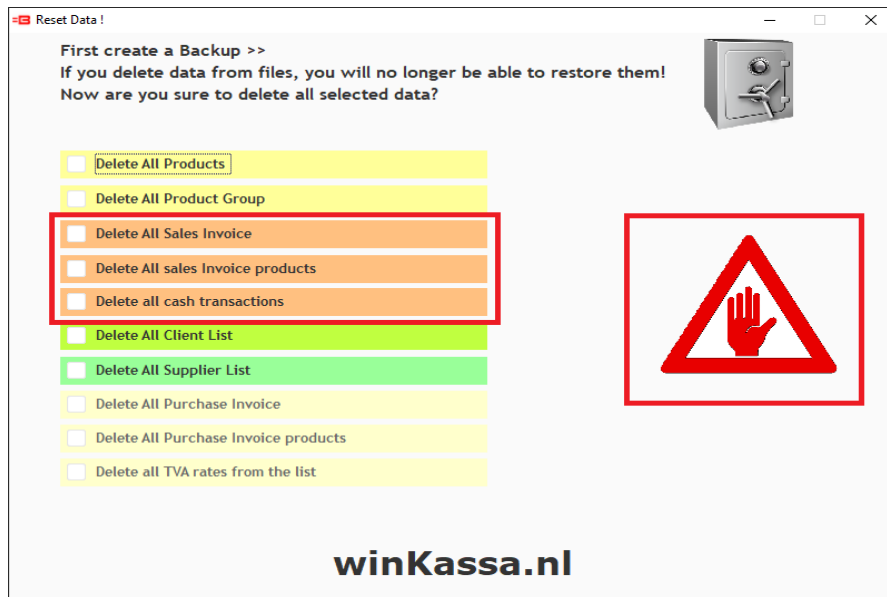 Reset Data !
First create a Backup >>
If you delete data from files, you will no longer be able to restore them!
Now are you sure to delete all selected data?
Delete All Products
Delete All Product Group
Delete All Sales Invoice
Delete All sales Invoice products
Delete all cash transactions
Delete All Client List
Delete All Supplier List
Delete All Purchase Invoice
Delete All Purchase Invoice products
Delete all TVA rates from the list
winKassa.nl